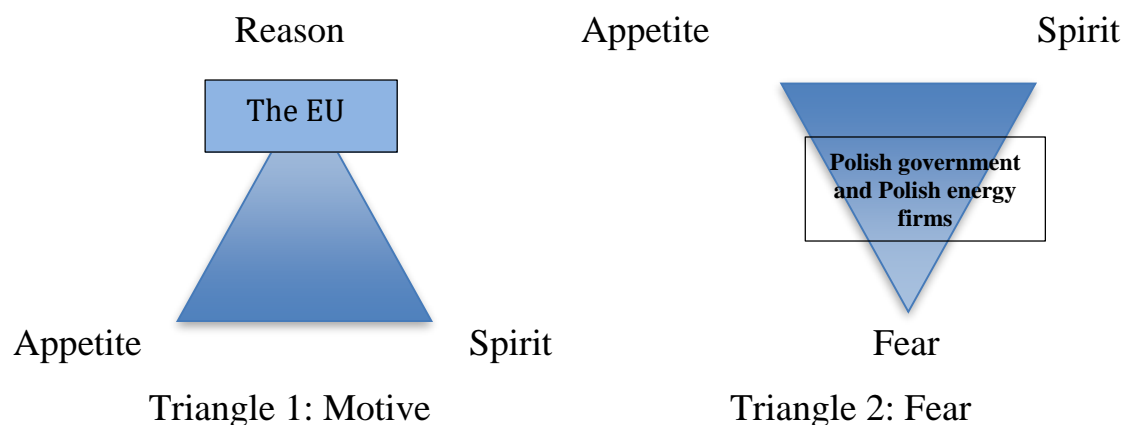 Reason
The EU
Appetite
Spirit
Triangle 1: Motive
Appetite
Spirit
Polish government
and Polish energy
firms
Fear
Triangle 2: Fear